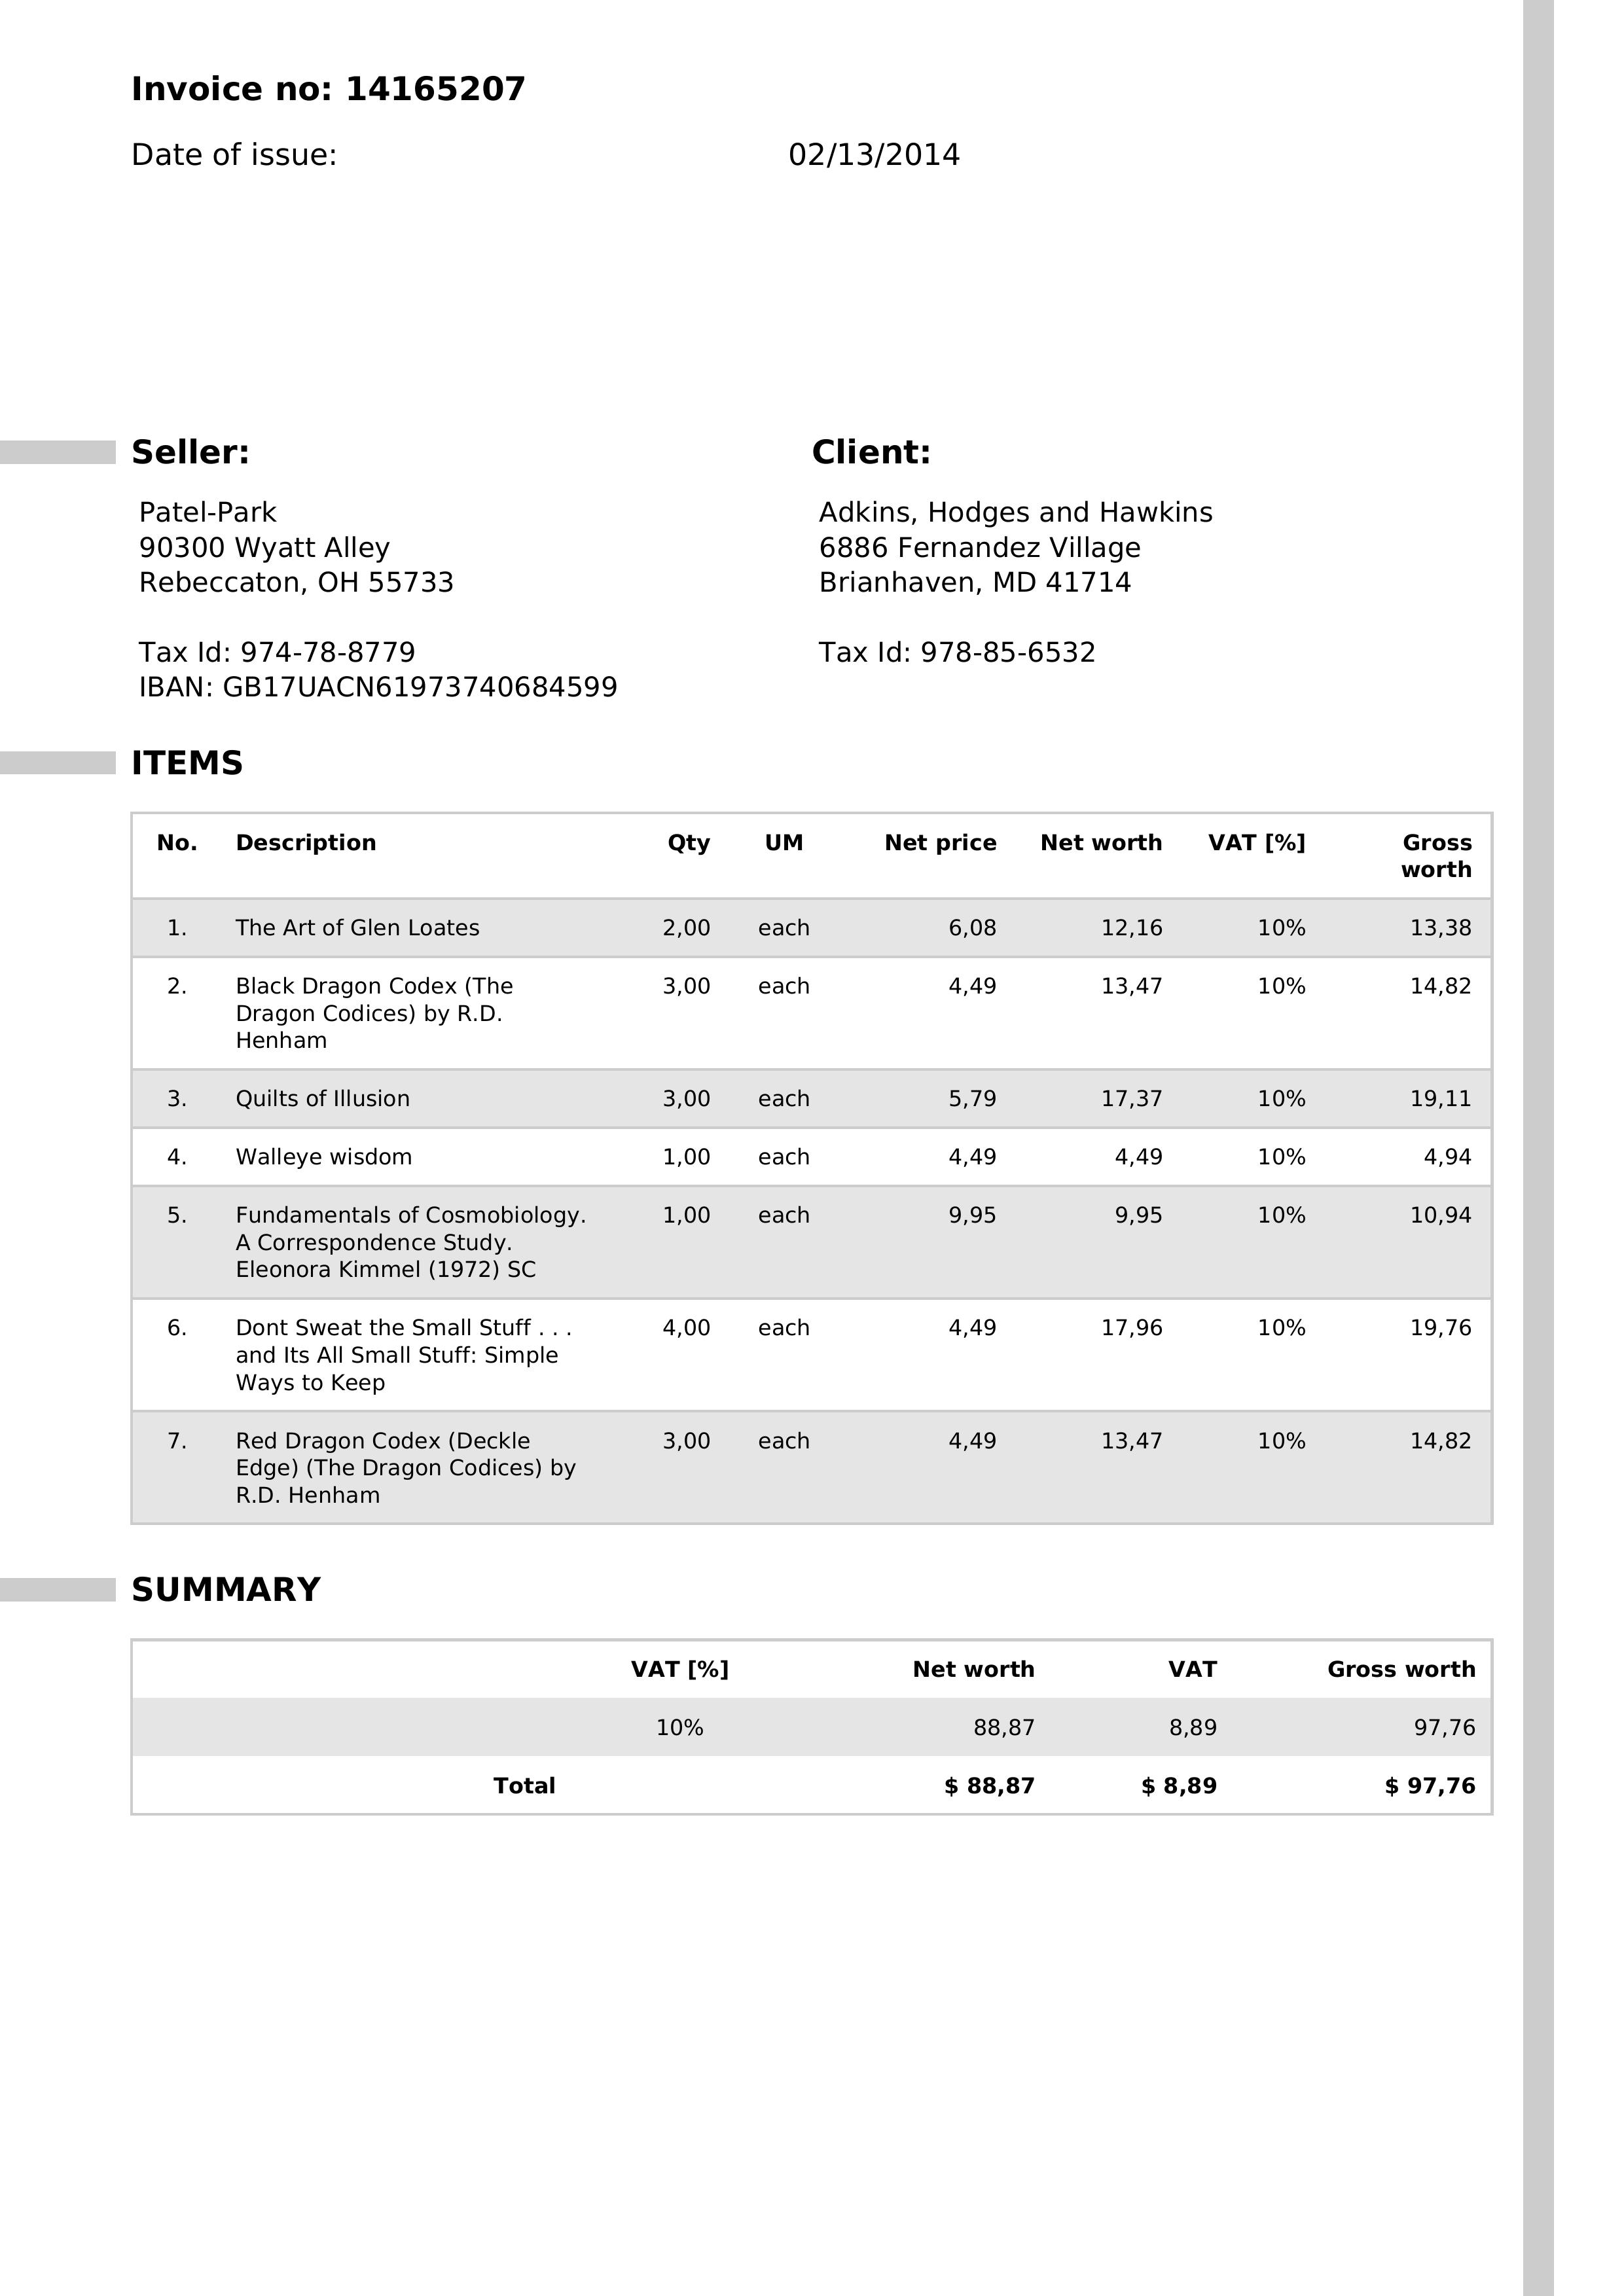 Invoice no: 14165207
Date of issue: 02/13/2014
Seller:
Patel-Park
90300 Wyatt Alley
Rebeccaton, OH 55733
Tax Id: 974-78-8779
IBAN: GB17UACN61973740684599
Client:
Adkins, Hodges and Hawkins
6886 Fernandez Village
Brianhaven, MD 41714
Tax Id: 978-85-6532
ITEMS
No. Description Qty UM Net price Net worth VAT [%] Gross
worth
1. The Art of Glen Loates 2,00 each 6,08 12,16 10% 13,38
2. Black Dragon Codex (The 3,00 each 4,49 13,47 10% 14,82
Dragon Codices) by R.D.
Henham
3. Quilts of Illusion 3,00 each 5,79 17,37 10% 19,11
4. Walleye wisdom 1,00 each 4,49 4,49 10% 4,94
5. Fundamentals of Cosmobiology. 1,00 each 9,95 9,95 10% 10,94
A Correspondence Study.
Eleonora Kimmel (1972) SC
6. Dont Sweat the Small Stuff . . . 4,00 each 4,49 17,96 10% 19,76
and Its All Small Stuff: Simple
Ways to Keep
7. Red Dragon Codex (Deckle 3,00 each 4,49 13,47 10% 14,82
Edge) (The Dragon Codices) by
R.D. Henham
SUMMARY
VAT [%] Net worth VAT Gross worth
10% 88,87 8,89 97,76
Total $ 88,87 $ 8,89 $ 97,76